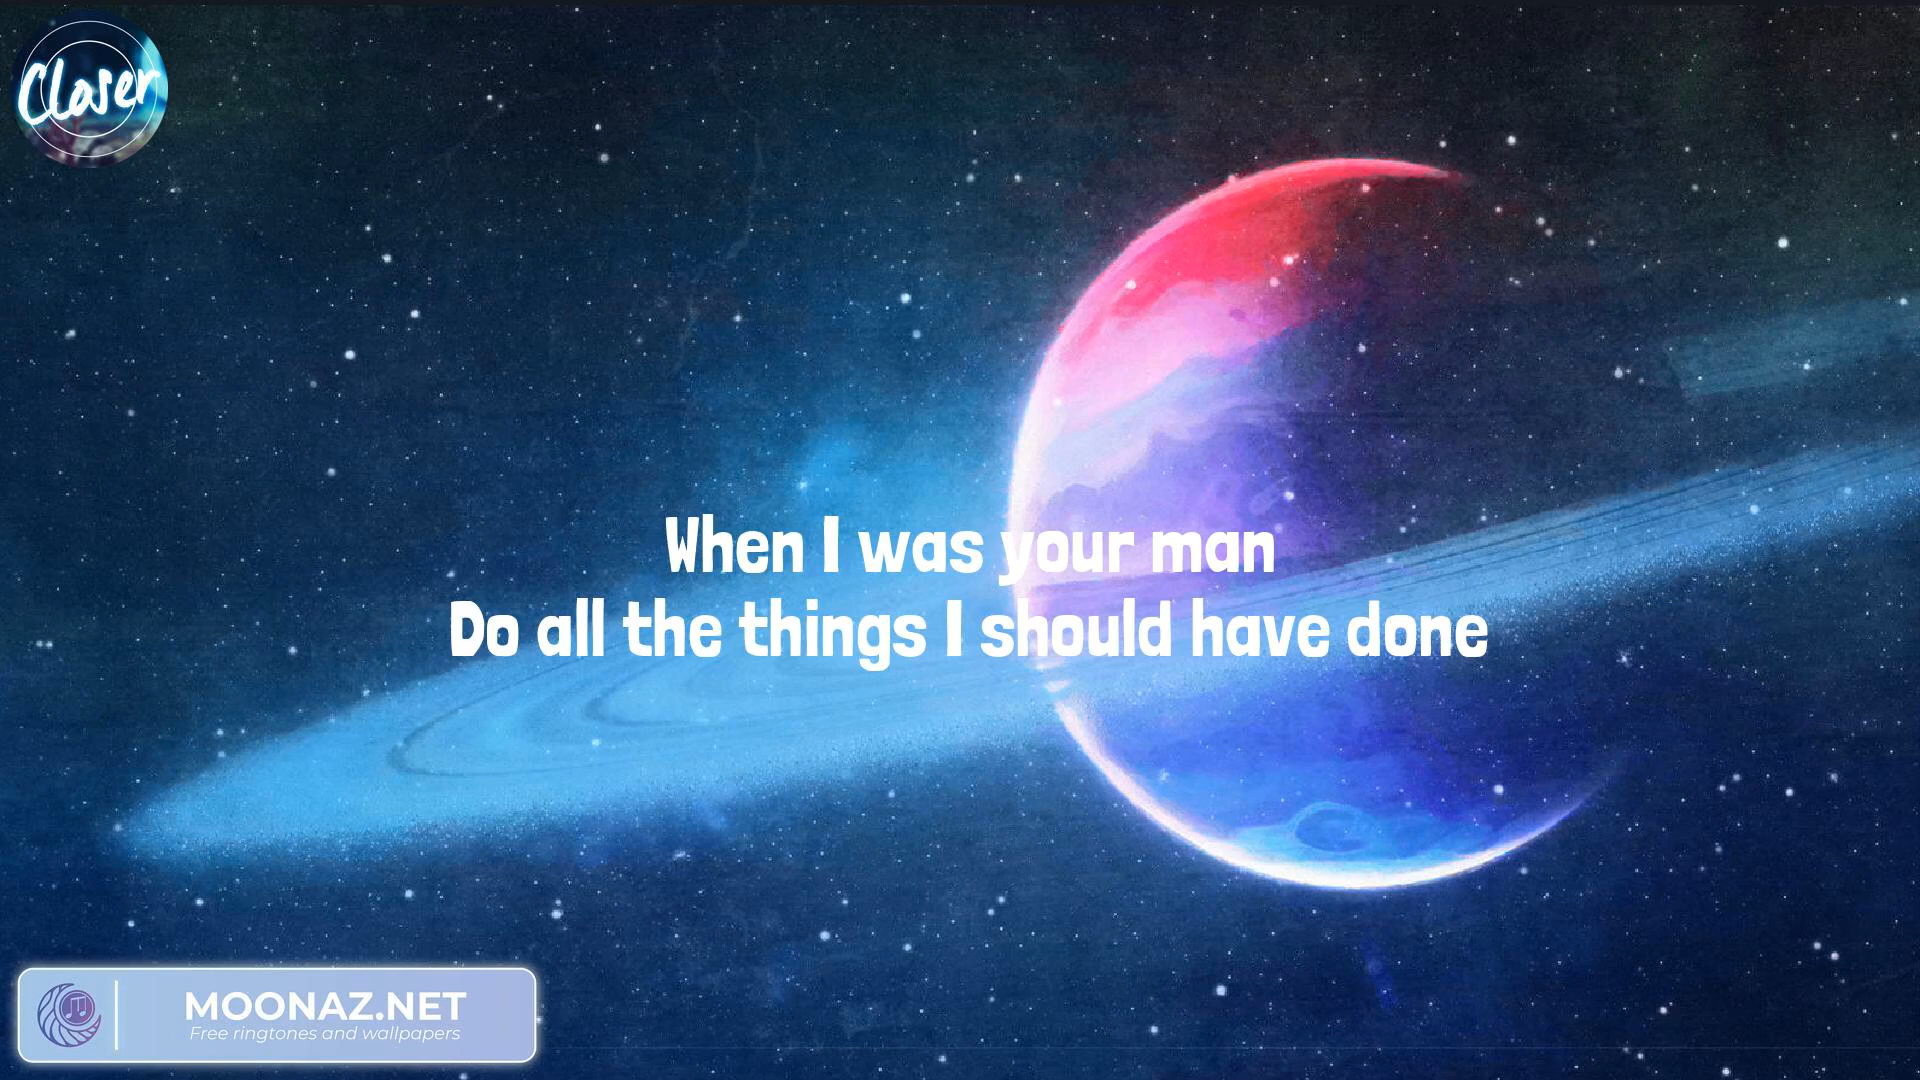 Closer
When I was your man
Do all the things I should have done
MOONAZ.NET
Free ringtones and wallpapers